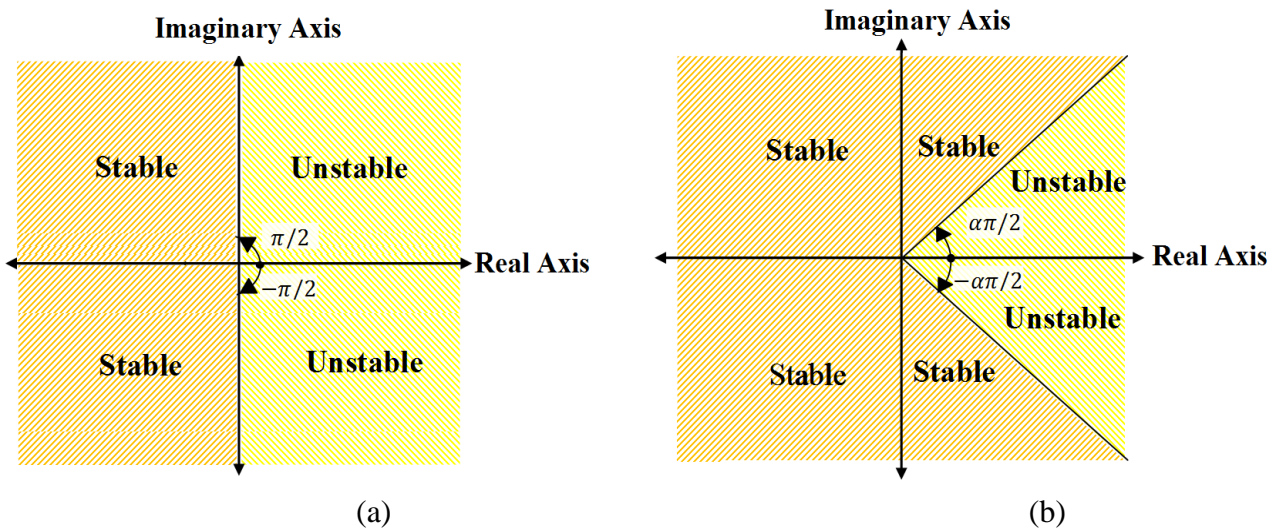 Imaginary Axis
Stable
Unstable
π/2
Real Axis
−π/2
Stable
Unstable
(a)
Imaginary Axis
Stable
Stable
Unstable
απ/2
Real Axis
−απ/2
Unstable
Stable
Stable
(b)